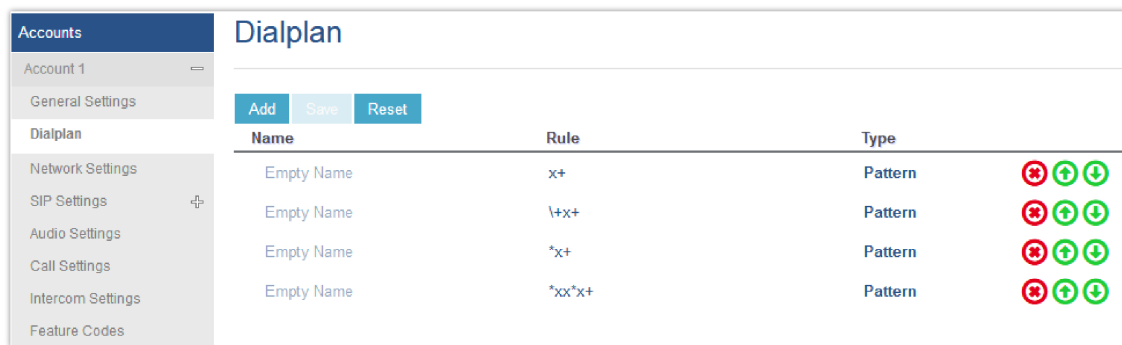 Accounts
Account 1
General Settings
Dialplan
Network Settings
SIP Settings
Audio Settings
Call Settings
Intercom Settings
Feature Codes
Dialplan
Add Save Reset
Name Rule Type
Empty Name x+ Pattern
Empty Name \+x+ Pattern
Empty Name *x+ Pattern
Empty Name *xx*x+ Pattern